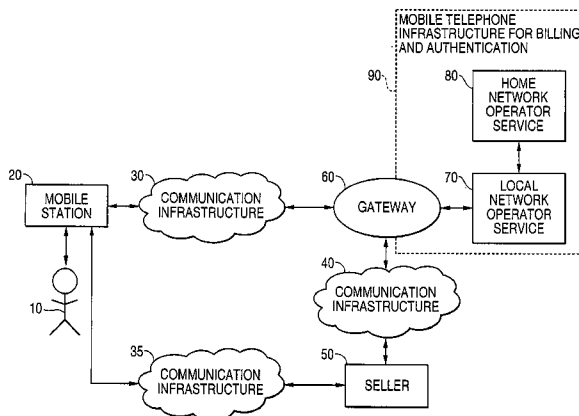 MOBILE TELEPHONE
INFRASTRUCTURE FOR BILLING
AND AUTHENTICATION
90
80
HOME
NETWORK
OPERATOR
SERVICE
20
MOBILE
STATION
30
COMMUNICATION
INFRASTRUCTURE
60
GATEWAY
70
LOCAL
NETWORK
OPERATOR
SERVICE
10
40
COMMUNICATION
INFRASTRUCTURE
35
COMMUNICATION
INFRASTRUCTURE
50
SELLER